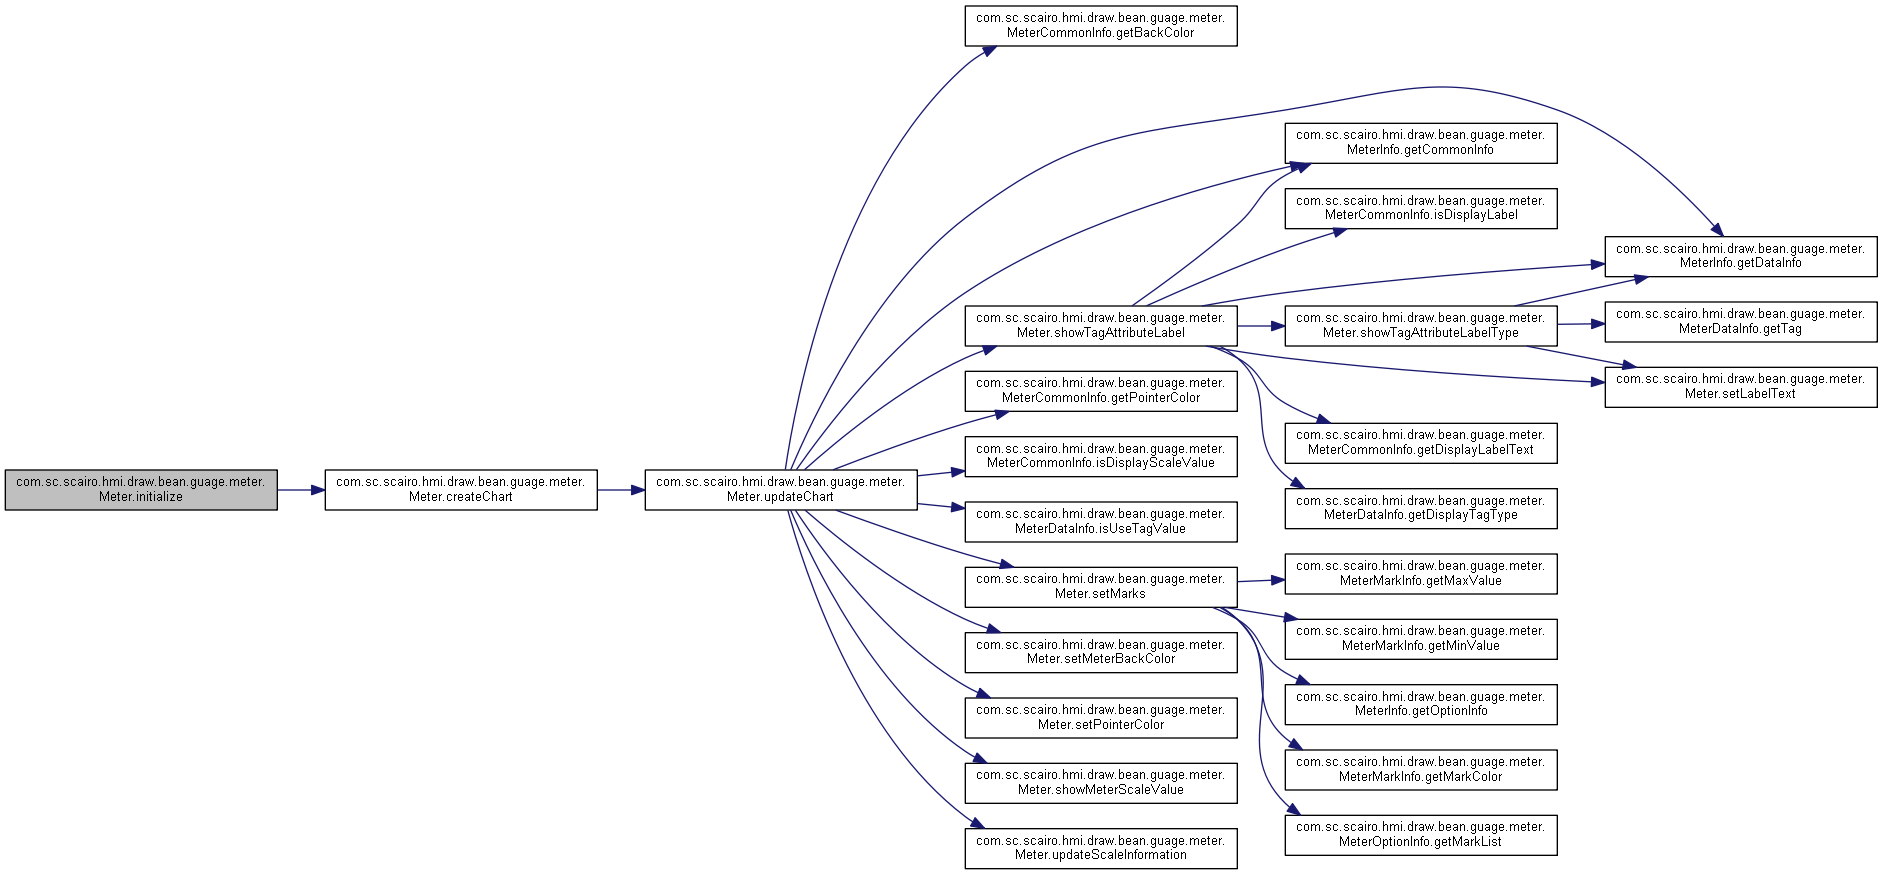 com.sc.scairo.hmi.draw.bean.guage.meter.
Meter.initialize
com.sc.scairo.hmi.draw.bean.guage.meter.
Meter.createChart
com.sc.scairo.hmi.draw.bean.guage.meter.
Meter.updateChart
com.sc.scairo.hmi.draw.bean.guage.meter.
MeterCommonInfo.getBackColor
com.sc.scairo.hmi.draw.bean.guage.meter.
Meter.showTagAttributeLabel
com.sc.scairo.hmi.draw.bean.guage.meter.
MeterCommonInfo.getPointerColor
com.sc.scairo.hmi.draw.bean.guage.meter.
MeterCommonInfo.isDisplayScaleValue
com.sc.scairo.hmi.draw.bean.guage.meter.
MeterDataInfo.isUseTagValue
com.sc.scairo.hmi.draw.bean.guage.meter.
Meter.setMarks
com.sc.scairo.hmi.draw.bean.guage.meter.
Meter.setMeterBackColor
com.sc.scairo.hmi.draw.bean.guage.meter.
Meter.setPointerColor
com.sc.scairo.hmi.draw.bean.guage.meter.
Meter.showMeterScaleValue
com.sc.scairo.hmi.draw.bean.guage.meter.
Meter.updateScaleInformation
com.sc.scairo.hmi.draw.bean.guage.meter.
MeterInfo.getCommonInfo
com.sc.scairo.hmi.draw.bean.guage.meter.
MeterCommonInfo.isDisplayLabel
com.sc.scairo.hmi.draw.bean.guage.meter.
Meter.showTagAttributeLabelType
com.sc.scairo.hmi.draw.bean.guage.meter.
MeterCommonInfo.getDisplayLabelText
com.sc.scairo.hmi.draw.bean.guage.meter.
MeterDataInfo.getDisplayTagType
com.sc.scairo.hmi.draw.bean.guage.meter.
MeterMarkInfo.getMaxValue
com.sc.scairo.hmi.draw.bean.guage.meter.
MeterMarkInfo.getMinValue
com.sc.scairo.hmi.draw.bean.guage.meter.
MeterInfo.getOptionInfo
com.sc.scairo.hmi.draw.bean.guage.meter.
MeterMarkInfo.getMarkColor
com.sc.scairo.hmi.draw.bean.guage.meter.
MeterOptionInfo.getMarkList
com.sc.scairo.hmi.draw.bean.guage.meter.
MeterInfo.getDataInfo
com.sc.scairo.hmi.draw.bean.guage.meter.
MeterDataInfo.getTag
com.sc.scairo.hmi.draw.bean.guage.meter.
Meter.setLabelText